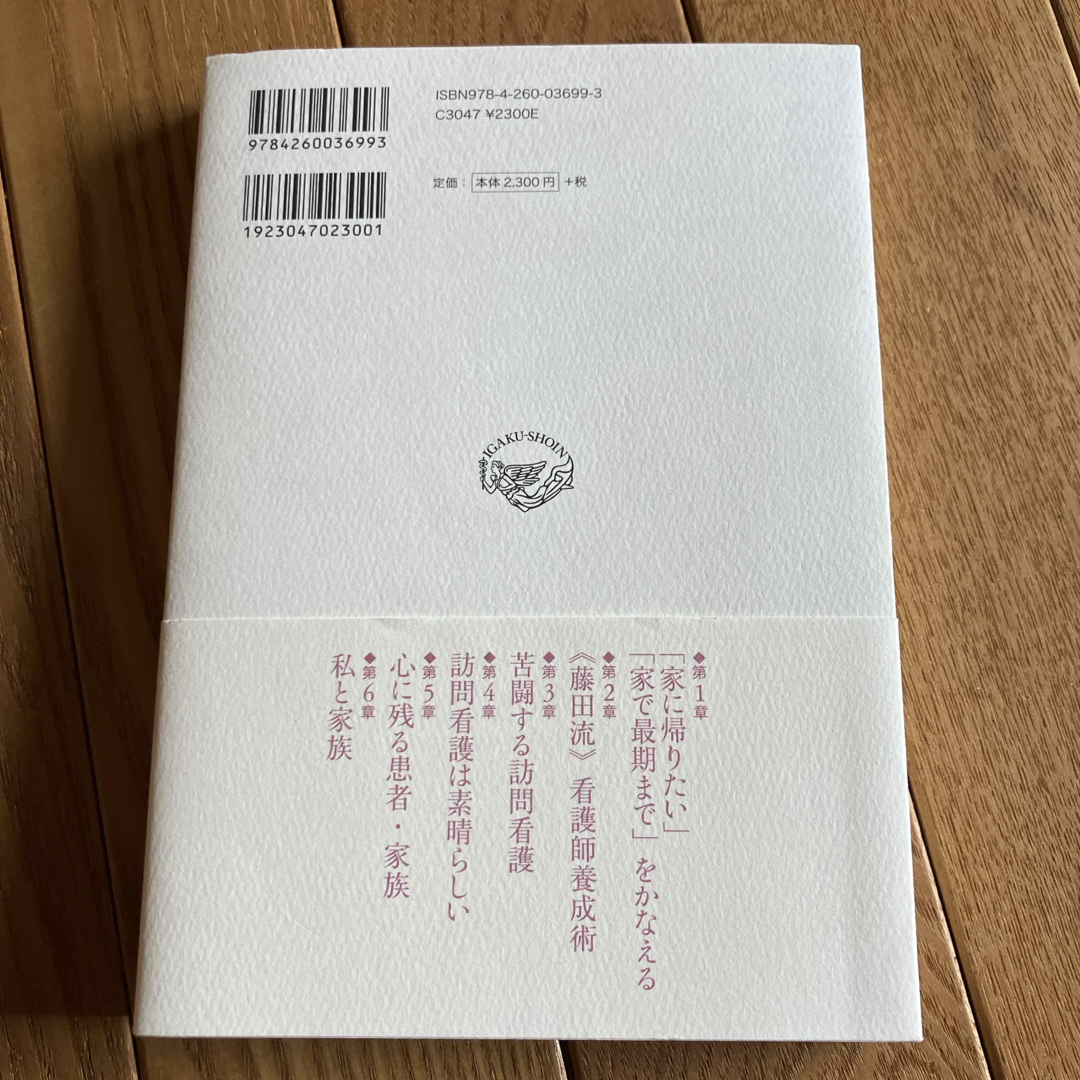 ISBN978-4-260-03699-3
C3047 ¥2300E
9784260036993
定価：本体 2,300 円＋税
1923047023001
IGAKU-SHOIN
◆第1章
「家に帰りたい」
「家で最期まで」をかなえる
◆第2章
《藤田流》看護師養成術
◆第3章
苦闘する訪問看護
◆第4章
訪問看護は素晴らしい
◆第5章
心に残る患者・家族
◆第6章
私と家族